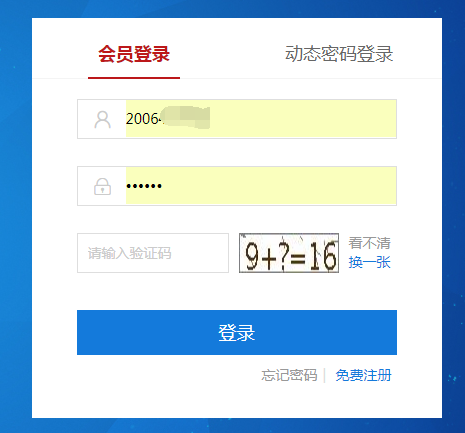 会员登录
动态密码登录
2006
••••••
请输入验证码
9+?=16
看不清
换一张
登录
忘记密码 | 免费注册